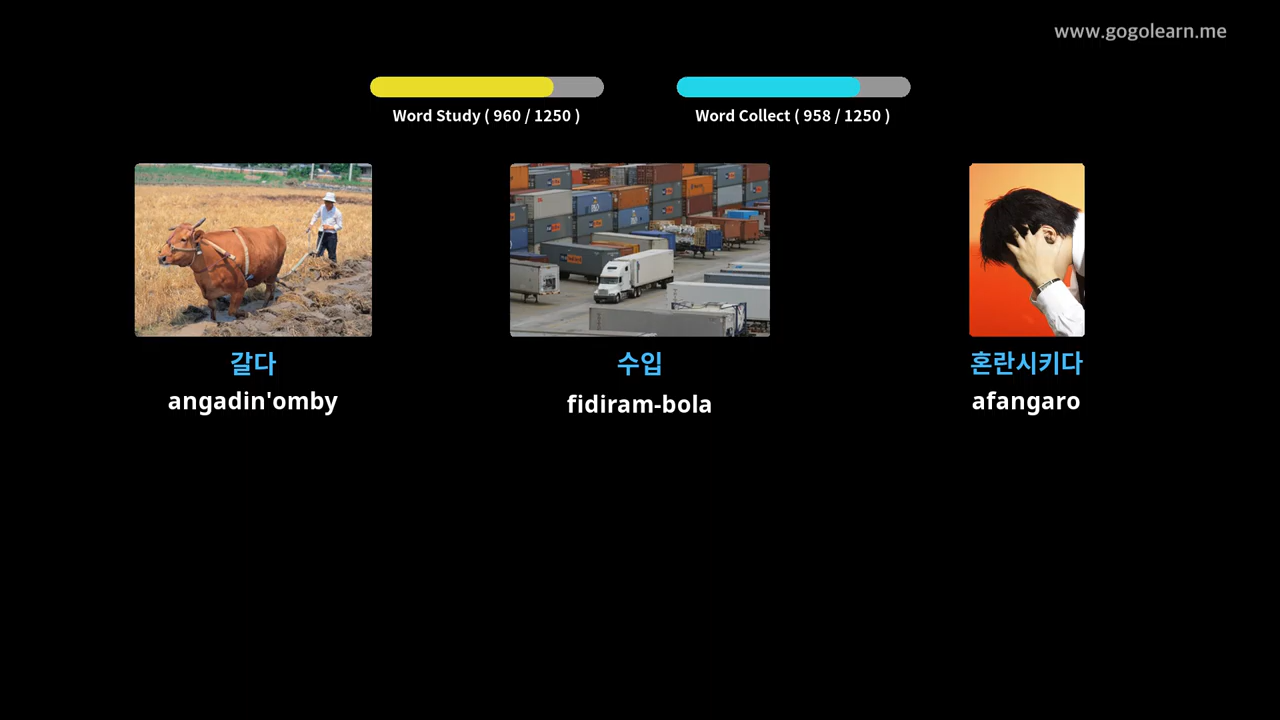 www.gogolearn.me
Word Study ( 960 / 1250 )
Word Collect ( 958 / 1250 )
갈다
수입
혼란시키다
angadin'omby
fidiram-bola
afangaro